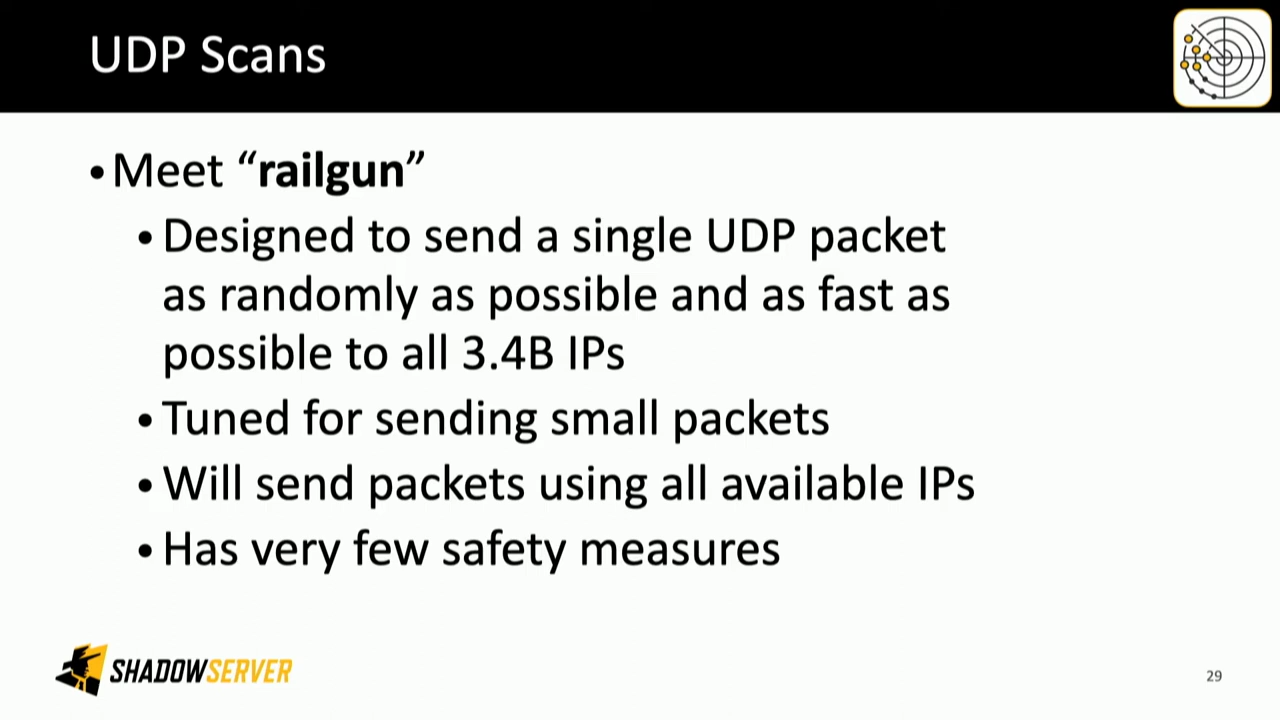 UDP Scans
•Meet “railgun”
•Designed to send a single UDP packet
as randomly as possible and as fast as
possible to all 3.4B IPs
•Tuned for sending small packets
•Will send packets using all available IPs
•Has very few safety measures
SHADOWSERVER
29